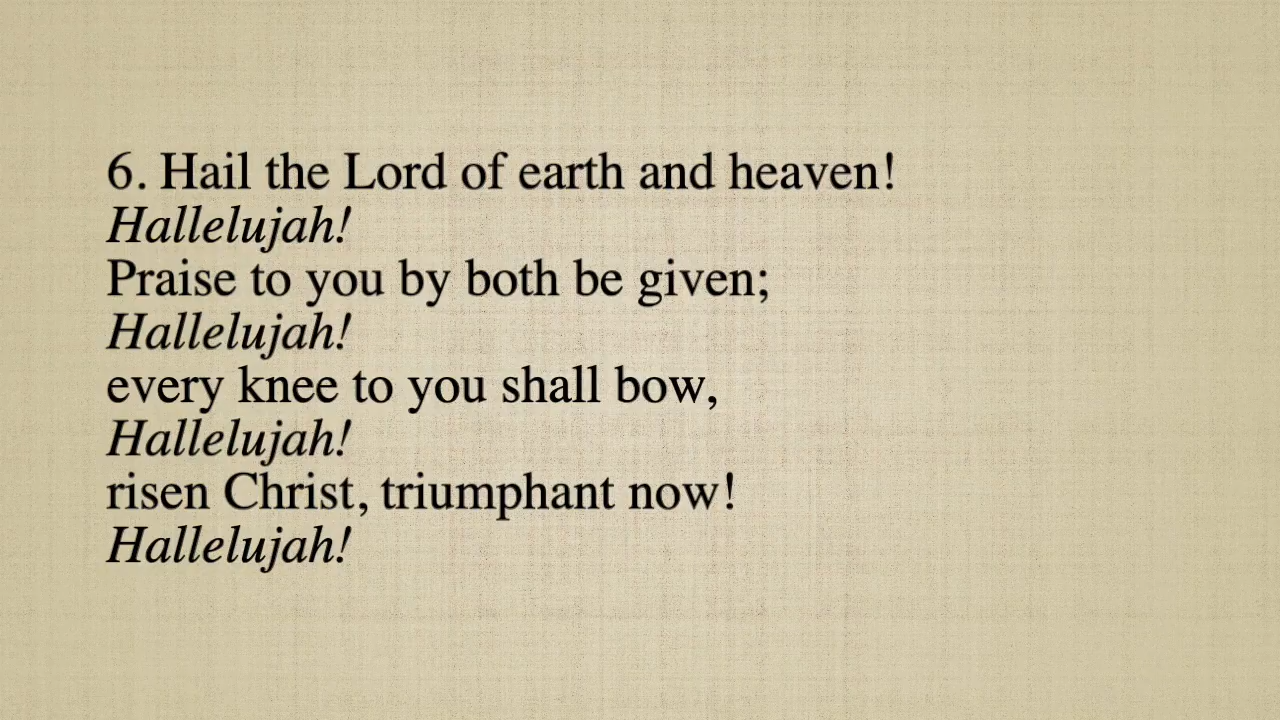 6. Hail the Lord of earth and heaven!
Hallelujah!
Praise to you by both be given;
Hallelujah!
every knee to you shall bow,
Hallelujah!
risen Christ, triumphant now!
Hallelujah!